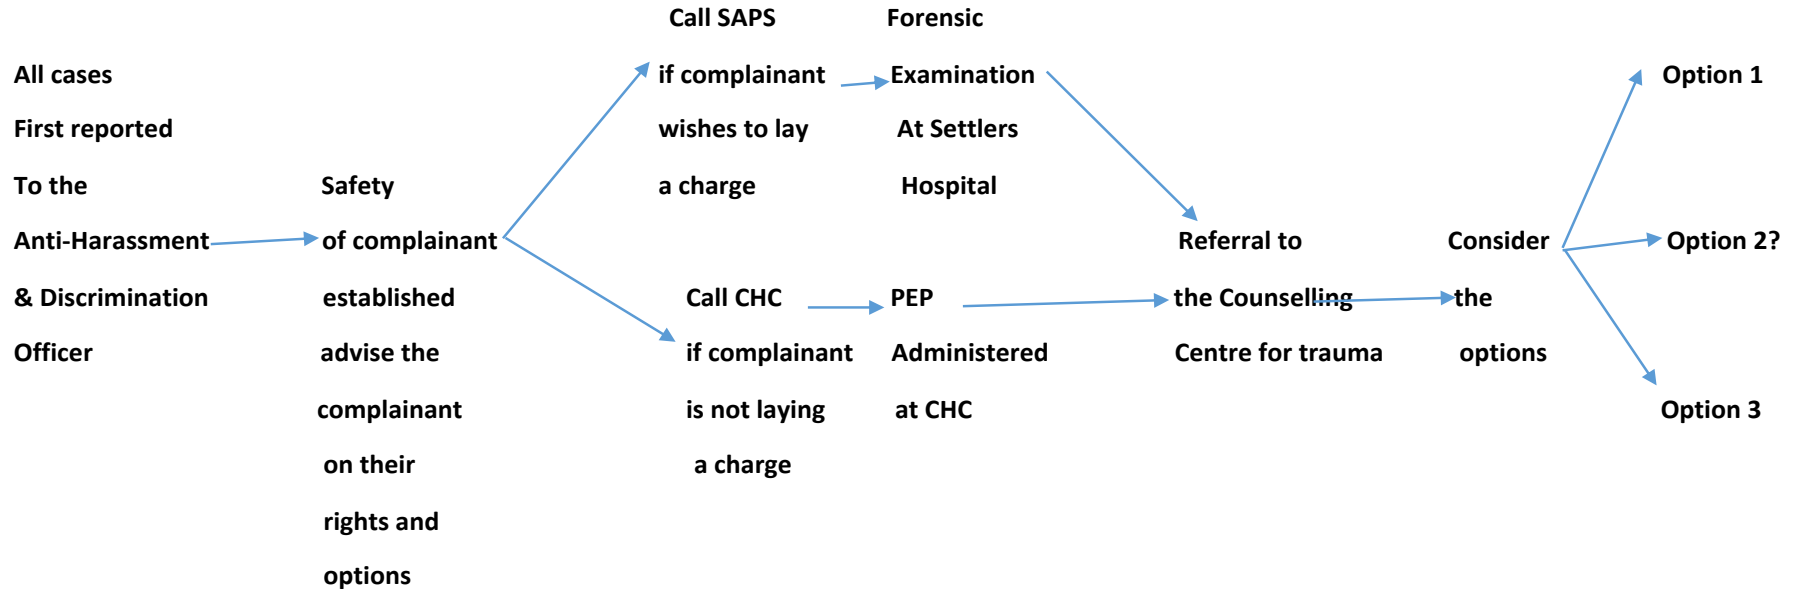 All cases
First reported
To the
Anti-Harassment
& Discrimination
Officer
Safety
of complainant
established
advise the
complainant
on their
rights and
options
Call SAPS
if complainant
wishes to lay
a charge
Forensic
Examination
At Settlers
Hospital
Call CHC
if complainant
is not laying
a charge
PEP
Administered
at CHC
Referral to
the Counselling
Centre for trauma
Consider
the
options
Option 1
Option 2?
Option 3